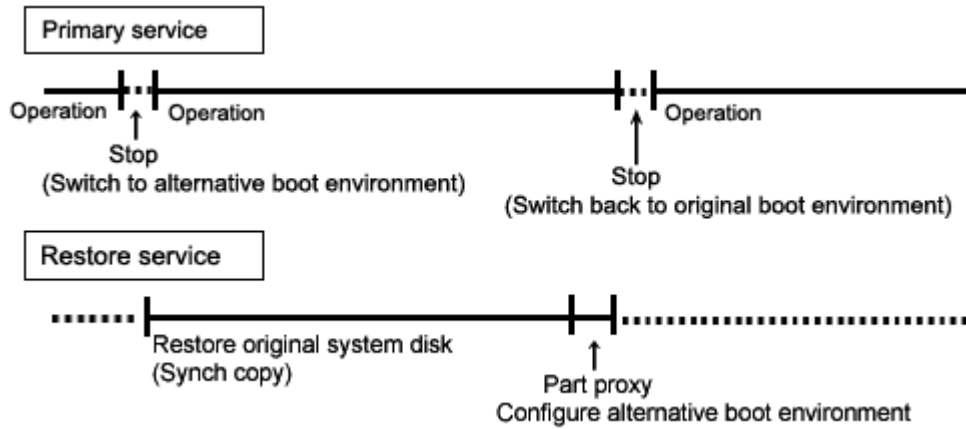 Primary service
Operation
Operation
Operation
Stop
(Switch to alternative boot environment)
Stop
(Switch back to original boot environment)
Restore service
Restore original system disk
(Synch copy)
Part proxy
Configure alternative boot environment